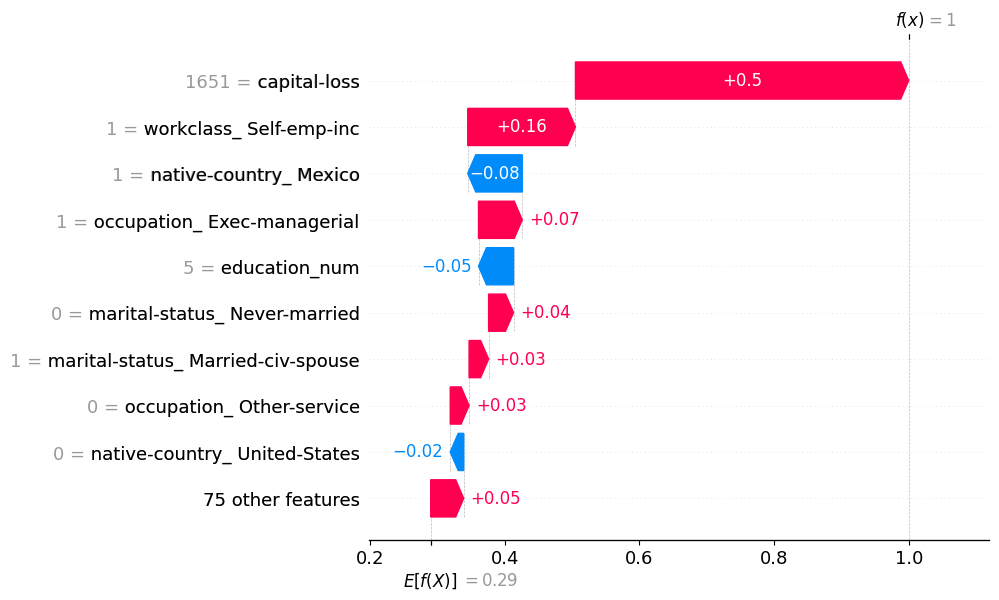 f(x) = 1
1651 = capital-loss +0.5
1 = workclass_ Self-emp-inc +0.16
1 = native-country_ Mexico −0.08
1 = occupation_ Exec-managerial +0.07
5 = education_num −0.05
0 = marital-status_ Never-married +0.04
1 = marital-status_ Married-civ-spouse +0.03
0 = occupation_ Other-service +0.03
0 = native-country_ United-States −0.02
75 other features +0.05
0.2 0.4 0.6 0.8 1.0
E[f(X)] = 0.29